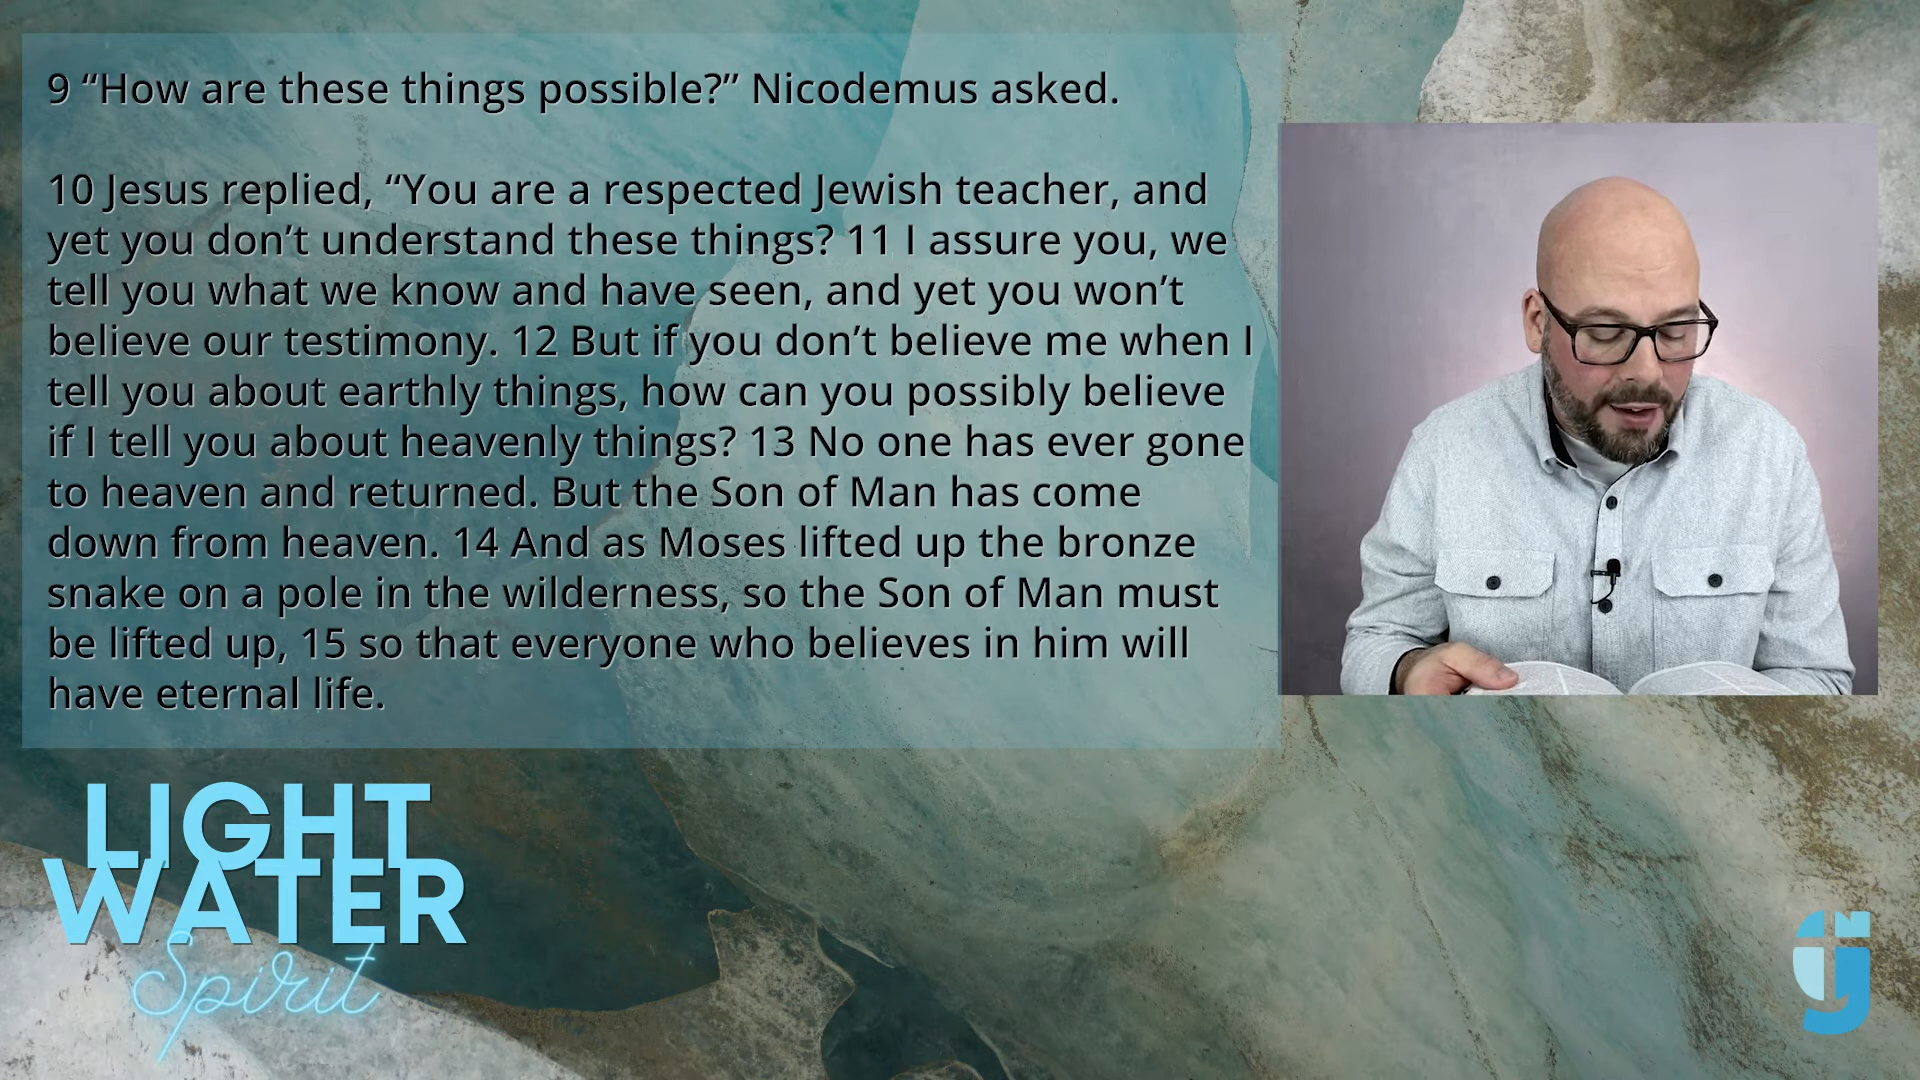 9 “How are these things possible?” Nicodemus asked.
10 Jesus replied, “You are a respected Jewish teacher, and
yet you don’t understand these things? 11 I assure you, we
tell you what we know and have seen, and yet you won’t
believe our testimony. 12 But if you don’t believe me when I
tell you about earthly things, how can you possibly believe
if I tell you about heavenly things? 13 No one has ever gone
to heaven and returned. But the Son of Man has come
down from heaven. 14 And as Moses lifted up the bronze
snake on a pole in the wilderness, so the Son of Man must
be lifted up, 15 so that everyone who believes in him will
have eternal life.
LIGHT
WATER
Spirit